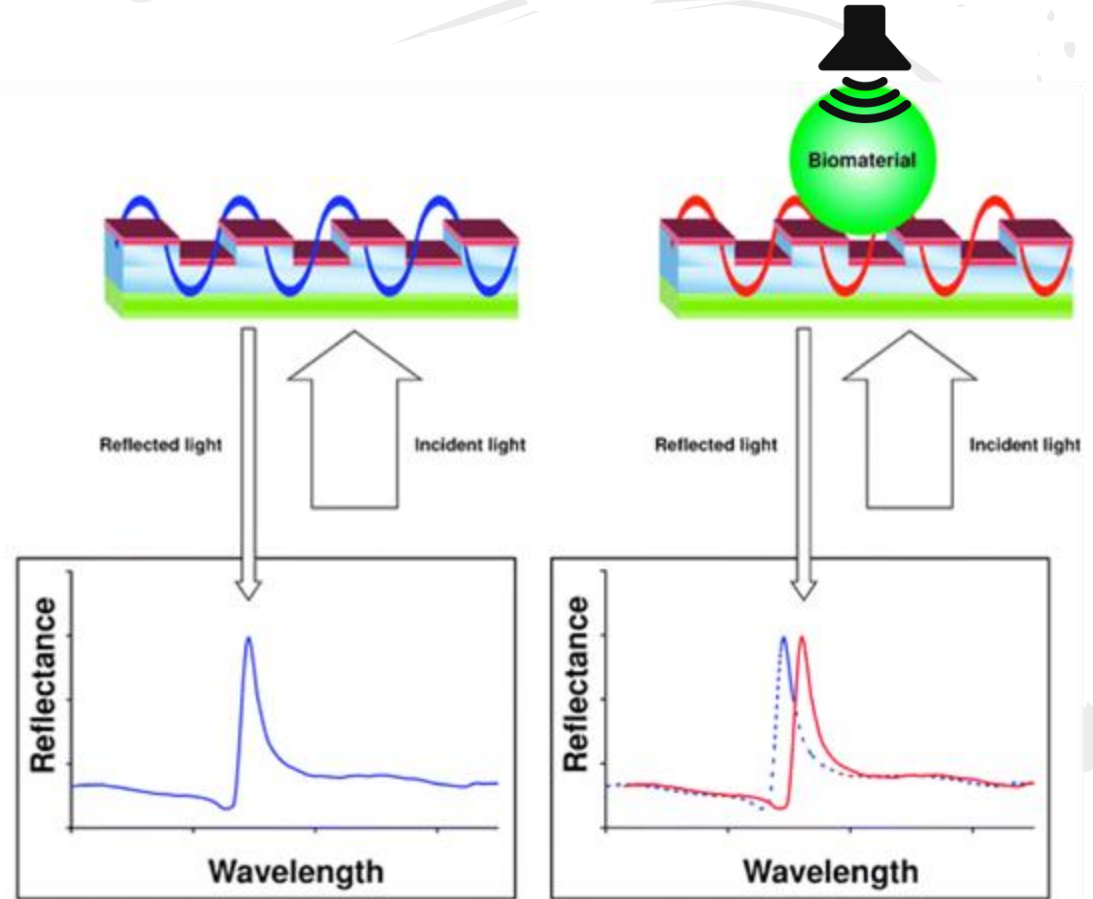 Biomaterial
Reflected light
Incident light
Reflected light
Incident light
Reflectance
Wavelength
Reflectance
Wavelength